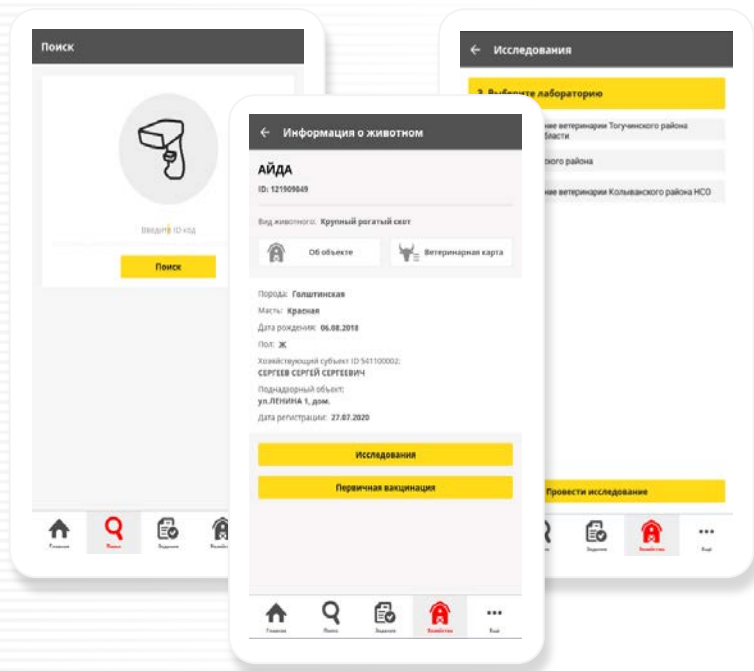 Поиск
Введите ID код
Поиск
Главная
Поиск
Задания
← Информация о животном
АЙДА
ID: 121909849
Вид животного: Крупный рогатый скот
Об объекте
Ветеринарная карта
Порода: Голштинская
Масть: Красная
Дата рождения: 06.08.2018
Пол: Ж
Хозяйствующий субъект ID 541100002:
СЕРГЕЕВ СЕРГЕЙ СЕРГЕЕВИЧ
Поднадзорный объект:
ул.ЛЕНИНА 1, дом.
Дата регистрации: 27.07.2020
Исследования
Первичная вакцинация
Главная
Поиск
Задания
Хозяйства
Ещё
← Исследования
лабораторию
ветеринарии Тогучинского района
района
ветеринарии Колыванского района НСО
Провести исследование
Задания
Хозяйства
Ещё